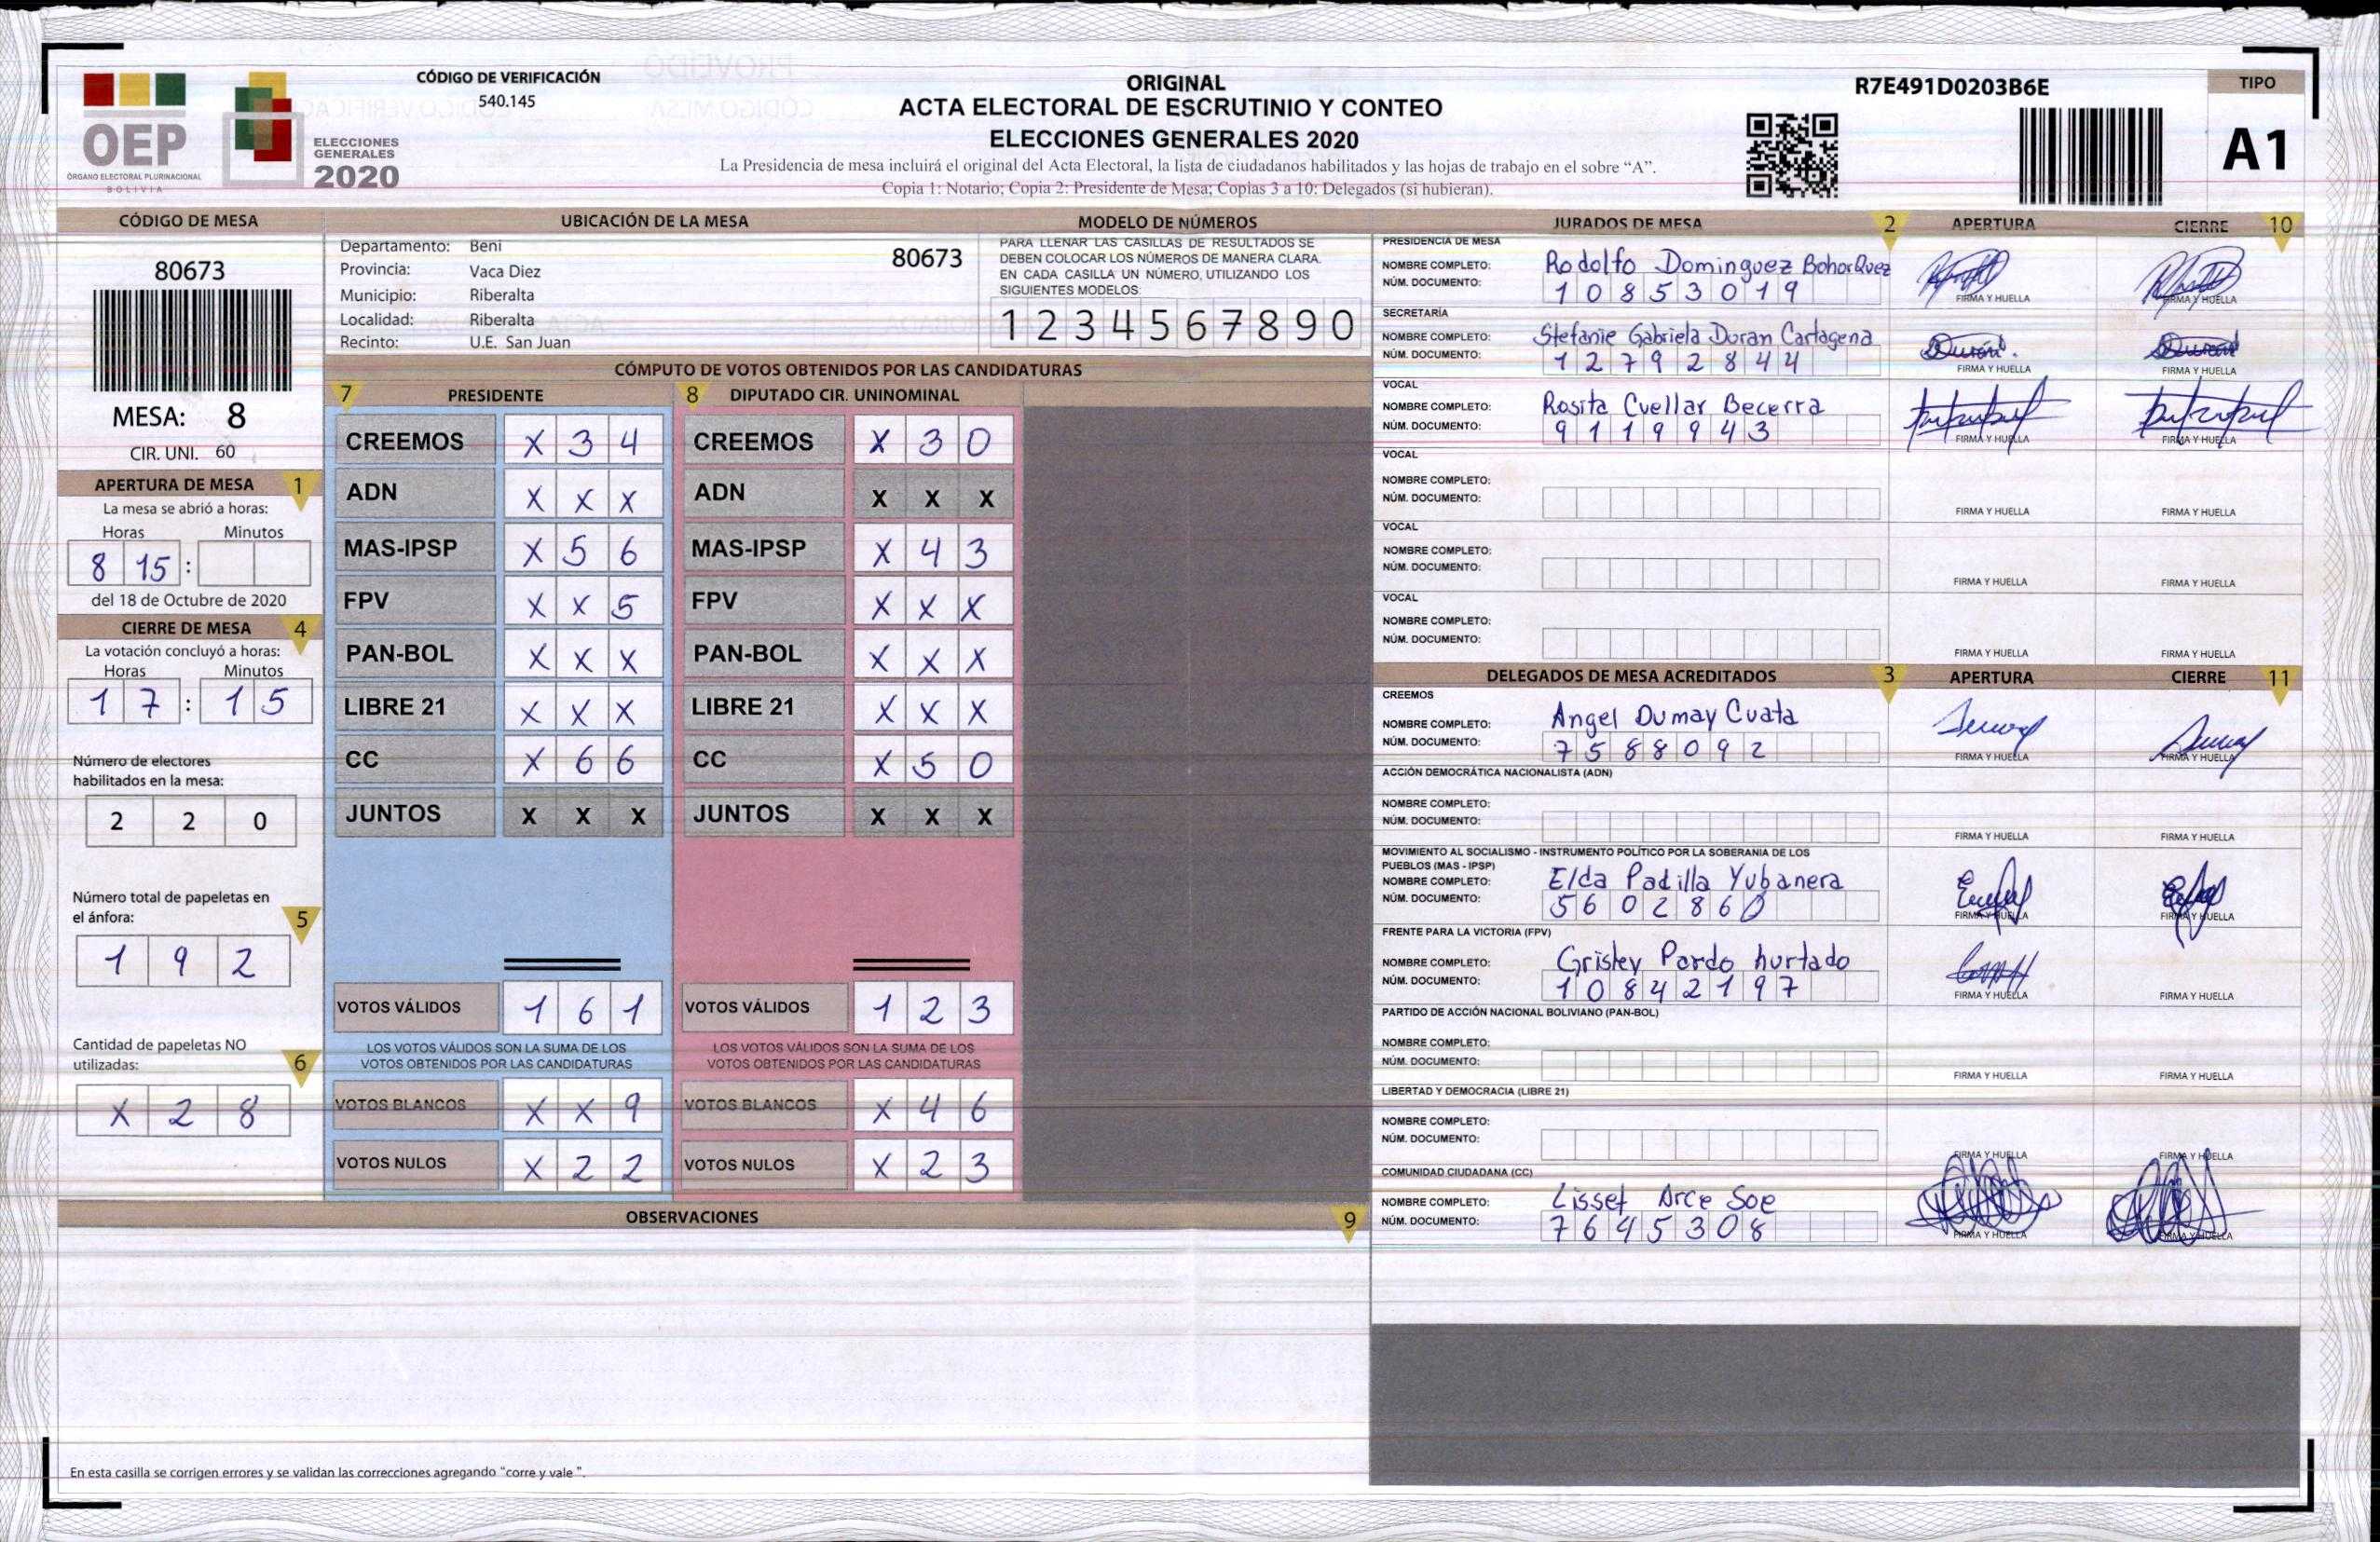 OEP
ÓRGANO ELECTORAL PLURINACIONAL
BOLIVIA
ELECCIONES
GENERALES
2020
CÓDIGO DE VERIFICACIÓN
540.145
ORIGINAL
ACTA ELECTORAL DE ESCRUTINIO Y CONTEO
ELECCIONES GENERALES 2020
La Presidencia de mesa incluirá el original del Acta Electoral, la lista de ciudadanos habilitados y las hojas de trabajo en el sobre “A”.
Copia 1: Notario; Copia 2: Presidente de Mesa; Copias 3 a 10: Delegados (si hubieran).
R7E491D0203B6E
TIPO
A1
CÓDIGO DE MESA
80673
MESA: 8
CIR. UNI. 60
APERTURA DE MESA 1
La mesa se abrió a horas:
Horas Minutos
8 15 :
del 18 de Octubre de 2020
CIERRE DE MESA 4
La votación concluyó a horas:
Horas Minutos
1 7 : 1 5
Número de electores
habilitados en la mesa:
2 2 0
Número total de papeletas en
el ánfora: 5
1 9 2
Cantidad de papeletas NO
utilizadas: 6
X 2 8
UBICACIÓN DE LA MESA
Departamento: Beni
80673
Provincia: Vaca Diez
Municipio: Riberalta
Localidad: Riberalta
Recinto: U.E. San Juan
MODELO DE NÚMEROS
PARA LLENAR LAS CASILLAS DE RESULTADOS SE
DEBEN COLOCAR LOS NÚMEROS DE MANERA CLARA.
EN CADA CASILLA UN NÚMERO, UTILIZANDO LOS
SIGUIENTES MODELOS:
1 2 3 4 5 6 7 8 9 0
CÓMPUTO DE VOTOS OBTENIDOS POR LAS CANDIDATURAS
7 PRESIDENTE
CREEMOS X 3 4
ADN X X X
MAS-IPSP X 5 6
FPV X X 5
PAN-BOL X X X
LIBRE 21 X X X
CC X 6 6
JUNTOS X X X
VOTOS VÁLIDOS 1 6 1
LOS VOTOS VÁLIDOS SON LA SUMA DE LOS
VOTOS OBTENIDOS POR LAS CANDIDATURAS
VOTOS BLANCOS X X 9
VOTOS NULOS X 2 2
8 DIPUTADO CIR. UNINOMINAL
CREEMOS X 3 0
ADN X X X
MAS-IPSP X 4 3
FPV X X X
PAN-BOL X X X
LIBRE 21 X X X
CC X 5 0
JUNTOS X X X
VOTOS VÁLIDOS 1 2 3
LOS VOTOS VÁLIDOS SON LA SUMA DE LOS
VOTOS OBTENIDOS POR LAS CANDIDATURAS
VOTOS BLANCOS X 4 6
VOTOS NULOS X 2 3
OBSERVACIONES 9
En esta casilla se corrigen errores y se validan las correcciones agregando “corre y vale ”.
JURADOS DE MESA 2 APERTURA CIERRE 10
PRESIDENCIA DE MESA
NOMBRE COMPLETO: Rodolfo Dominguez BohorQuez
NÚM. DOCUMENTO: 1 0 8 5 3 0 1 9
FIRMA Y HUELLA FIRMA Y HUELLA
SECRETARÍA
NOMBRE COMPLETO: Stefanie Gabriela Duran Cartagena
NÚM. DOCUMENTO: 1 2 7 9 2 8 4 4
FIRMA Y HUELLA FIRMA Y HUELLA
VOCAL
NOMBRE COMPLETO: Rosita Cuellar Becerra
NÚM. DOCUMENTO: 9 1 1 9 9 4 3
FIRMA Y HUELLA FIRMA Y HUELLA
VOCAL
NOMBRE COMPLETO:
NÚM. DOCUMENTO:
FIRMA Y HUELLA FIRMA Y HUELLA
VOCAL
NOMBRE COMPLETO:
NÚM. DOCUMENTO:
FIRMA Y HUELLA FIRMA Y HUELLA
VOCAL
NOMBRE COMPLETO:
NÚM. DOCUMENTO:
FIRMA Y HUELLA FIRMA Y HUELLA
DELEGADOS DE MESA ACREDITADOS 3 APERTURA CIERRE 11
CREEMOS
NOMBRE COMPLETO: Angel Dumay Cuata
NÚM. DOCUMENTO: 7 5 8 8 0 9 2
FIRMA Y HUELLA FIRMA Y HUELLA
ACCIÓN DEMOCRÁTICA NACIONALISTA (ADN)
NOMBRE COMPLETO:
NÚM. DOCUMENTO:
FIRMA Y HUELLA FIRMA Y HUELLA
MOVIMIENTO AL SOCIALISMO - INSTRUMENTO POLÍTICO POR LA SOBERANIA DE LOS
PUEBLOS (MAS - IPSP)
NOMBRE COMPLETO: Elda Padilla Yubanera
NÚM. DOCUMENTO: 5 6 0 2 8 6 0
FIRMA Y HUELLA FIRMA Y HUELLA
FRENTE PARA LA VICTORIA (FPV)
NOMBRE COMPLETO: Grisley Pardo hurtado
NÚM. DOCUMENTO: 1 0 8 4 2 1 9 7
FIRMA Y HUELLA FIRMA Y HUELLA
PARTIDO DE ACCIÓN NACIONAL BOLIVIANO (PAN-BOL)
NOMBRE COMPLETO:
NÚM. DOCUMENTO:
FIRMA Y HUELLA FIRMA Y HUELLA
LIBERTAD Y DEMOCRACIA (LIBRE 21)
NOMBRE COMPLETO:
NÚM. DOCUMENTO:
FIRMA Y HUELLA FIRMA Y HUELLA
COMUNIDAD CIUDADANA (CC)
NOMBRE COMPLETO: Lisset Arce Soe
NÚM. DOCUMENTO: 7 6 4 5 3 0 8
FIRMA Y HUELLA FIRMA Y HUELLA